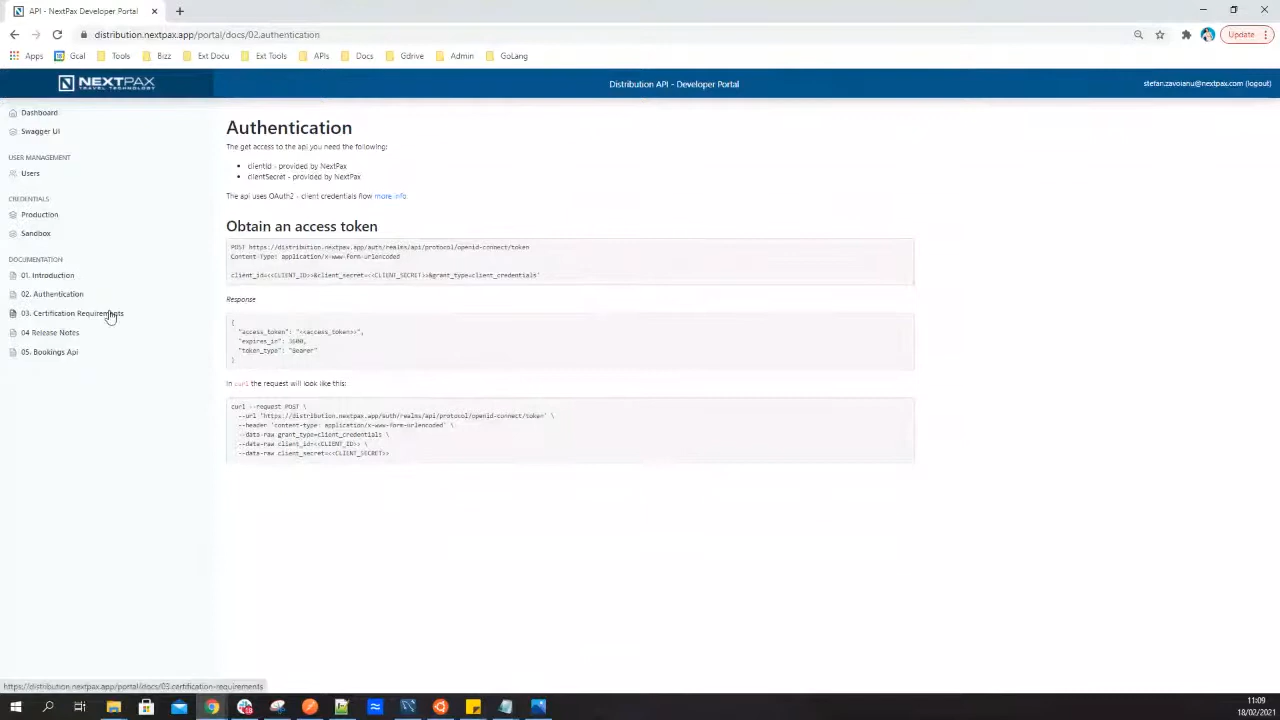 API - NextPax Developer Portal
distribution.nextpax.app/portal/docs/02.authentication
Update
Apps
Gcal
Tools
Bizz
Ext Docu
Ext Tools
APIs
Docs
Gdrive
Admin
GoLang
NEXTPAX
TRAVEL TECHNOLOGY
Distribution API - Developer Portal
stefan.zavoianu@nextpax.com (logout)
Dashboard
Swagger UI
USER MANAGEMENT
Users
CREDENTIALS
Production
Sandbox
DOCUMENTATION
01. Introduction
02. Authentication
03. Certification Requirements
04 Release Notes
05. Bookings Api
Authentication
The get access to the api you need the following:
clientId - provided by NextPax
clientSecret - provided by NextPax
The api uses OAuth2 - client credentials flow more info
Obtain an access token
POST https://distribution.nextpax.app/auth/realms/api/protocol/openid-connect/token
Content-Type: application/x-www-form-urlencoded
client_id=<<CLIENT_ID>>&client_secret=<<CLIENT_SECRET>>&grant_type=client_credentials'
Response
{
"access_token": "<<access_token>>",
"expires_in": 3600,
"token_type": "Bearer"
}
In curl the request will look like this:
curl --request POST \
--url 'https://distribution.nextpax.app/auth/realms/api/protocol/openid-connect/token' \
--header 'content-type: application/x-www-form-urlencoded' \
--data-raw grant_type=client_credentials \
--data-raw client_id=<<CLIENT_ID>> \
--data-raw client_secret=<<CLIENT_SECRET>>
https://distribution.nextpax.app/portal/docs/03.certification-requirements
11:09
18/02/2021